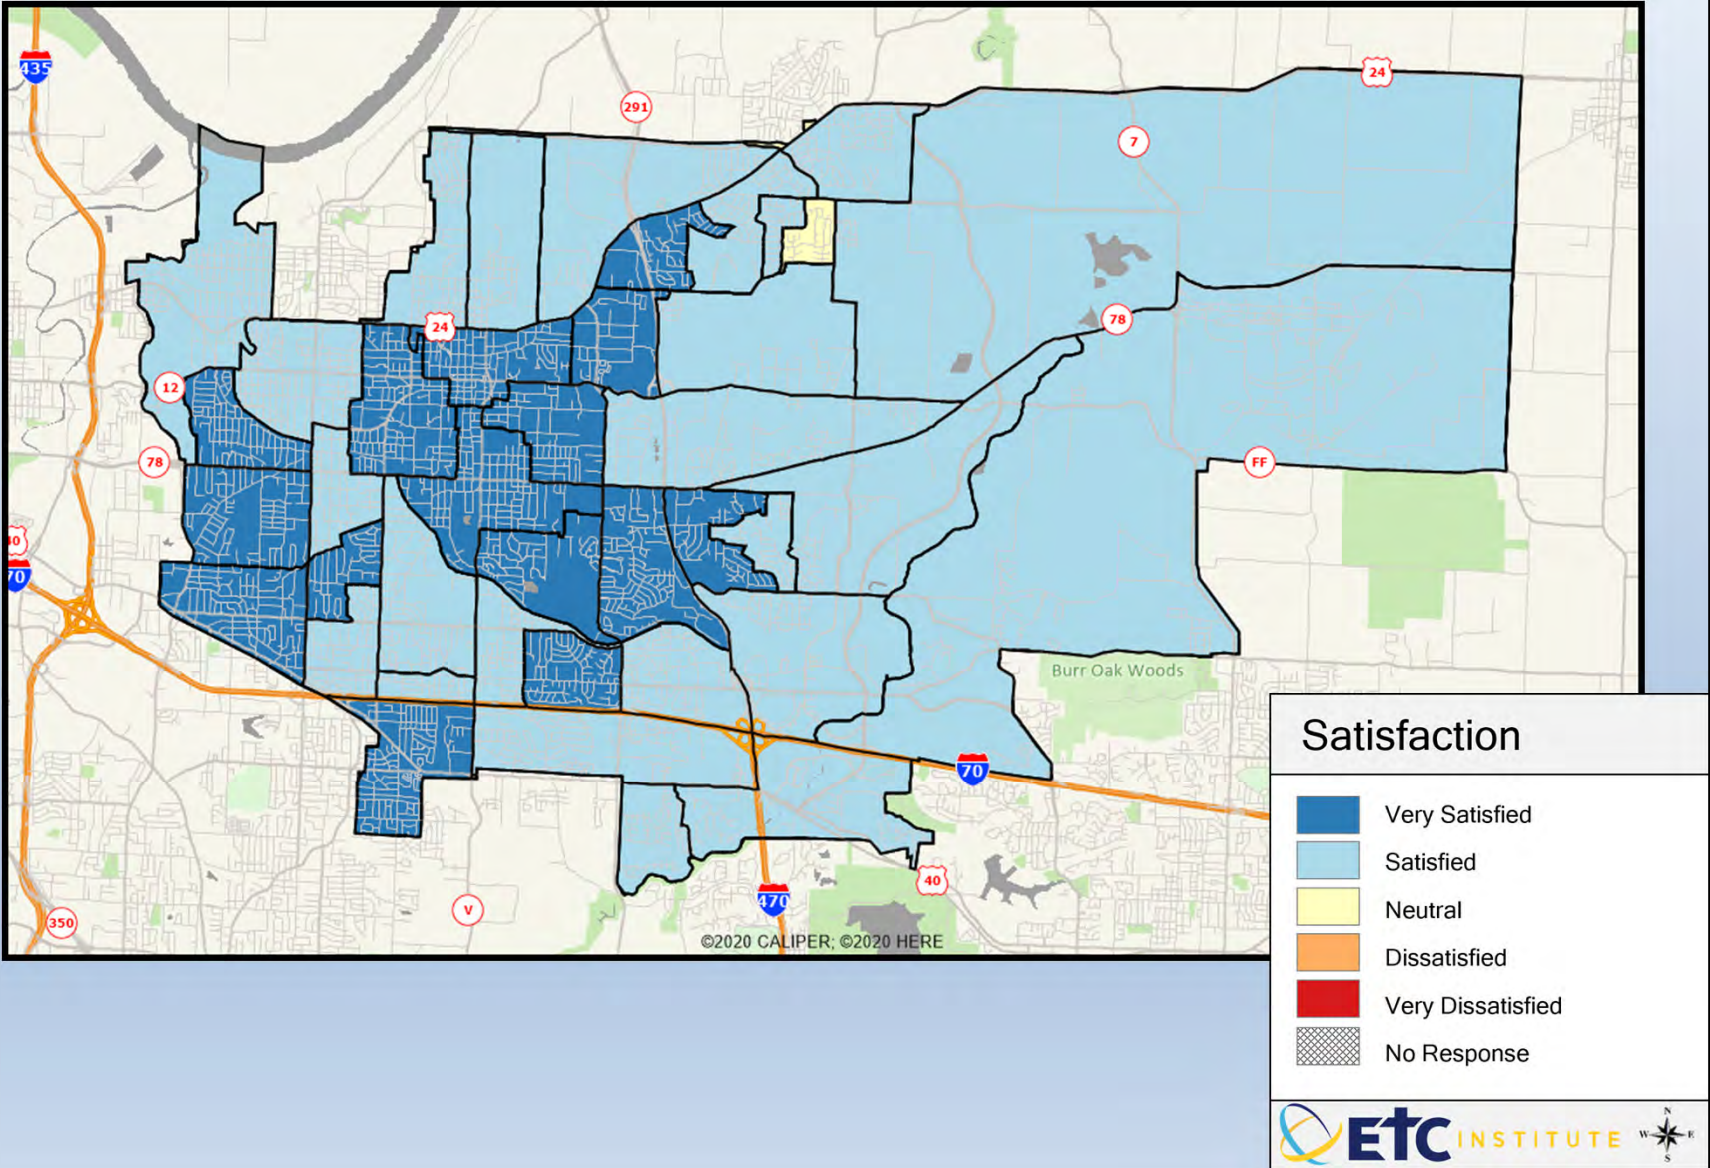 435
291
24
7
24
78
12
78
FF
40
70
Burr Oak Woods
Satisfaction
70
Very Satisfied
Satisfied
40
470
Neutral
V
350
©2020 CALIPER; ©2020 HERE
Dissatisfied
Very Dissatisfied
No Response
ETC INSTITUTE
N
W E
S